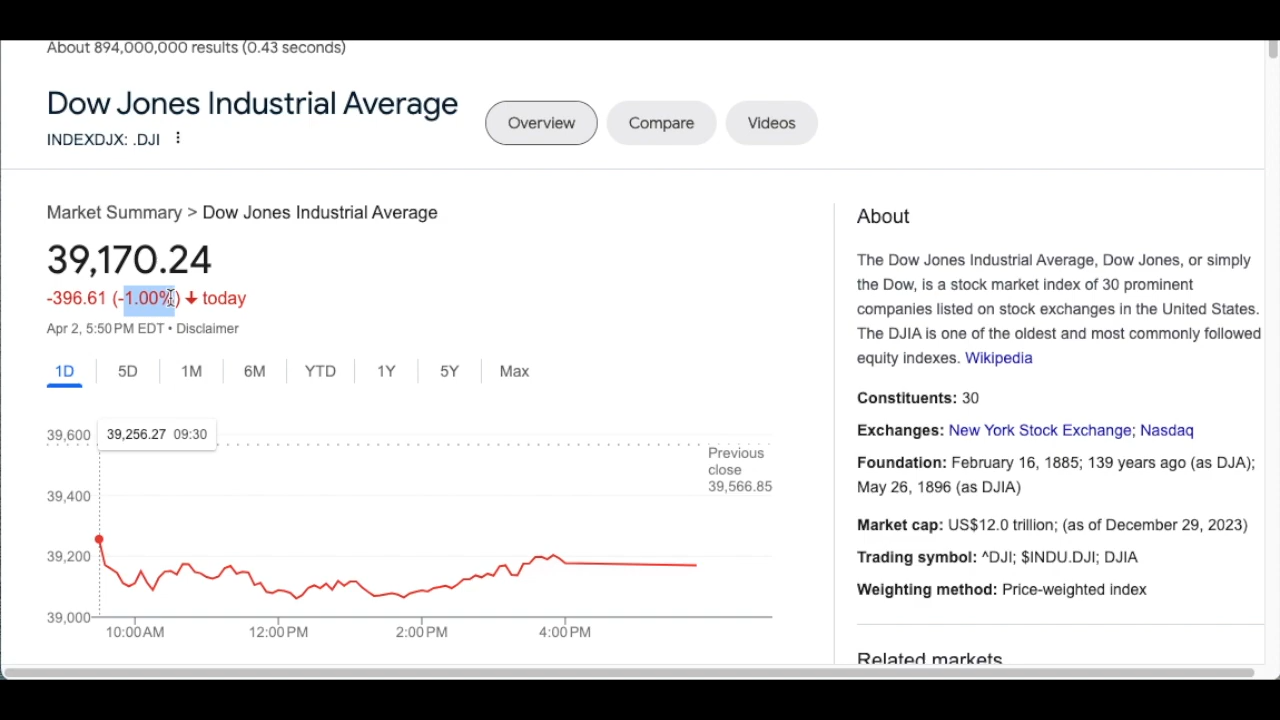 About 894,000,000 results (0.43 seconds)
Dow Jones Industrial Average
INDEXDJX: .DJI
Overview
Compare
Videos
Market Summary > Dow Jones Industrial Average
39,170.24
-396.61 (-1.00%) today
Apr 2, 5:50 PM EDT • Disclaimer
1D 5D 1M 6M YTD 1Y 5Y Max
39,256.27 09:30
39,600
39,400
39,200
39,000
Previous
close
39,566.85
10:00 AM 12:00 PM 2:00 PM 4:00 PM
About
The Dow Jones Industrial Average, Dow Jones, or simply
the Dow, is a stock market index of 30 prominent
companies listed on stock exchanges in the United States.
The DJIA is one of the oldest and most commonly followed
equity indexes. Wikipedia
Constituents: 30
Exchanges: New York Stock Exchange; Nasdaq
Foundation: February 16, 1885; 139 years ago (as DJA);
May 26, 1896 (as DJIA)
Market cap: US$12.0 trillion; (as of December 29, 2023)
Trading symbol: ^DJI; $INDU.DJI; DJIA
Weighting method: Price-weighted index
Related markets